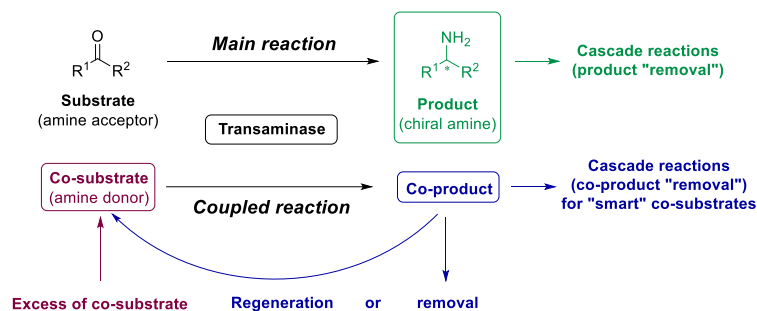 O
R1 R2
Substrate
(amine acceptor)
Main reaction
NH2
R1 * R2
Product
(chiral amine)
Cascade reactions
(product "removal")
Transaminase
Co-substrate
(amine donor)
Coupled reaction
Co-product
Cascade reactions
(co-product "removal")
for "smart" co-substrates
Excess of co-substrate
Regeneration or removal